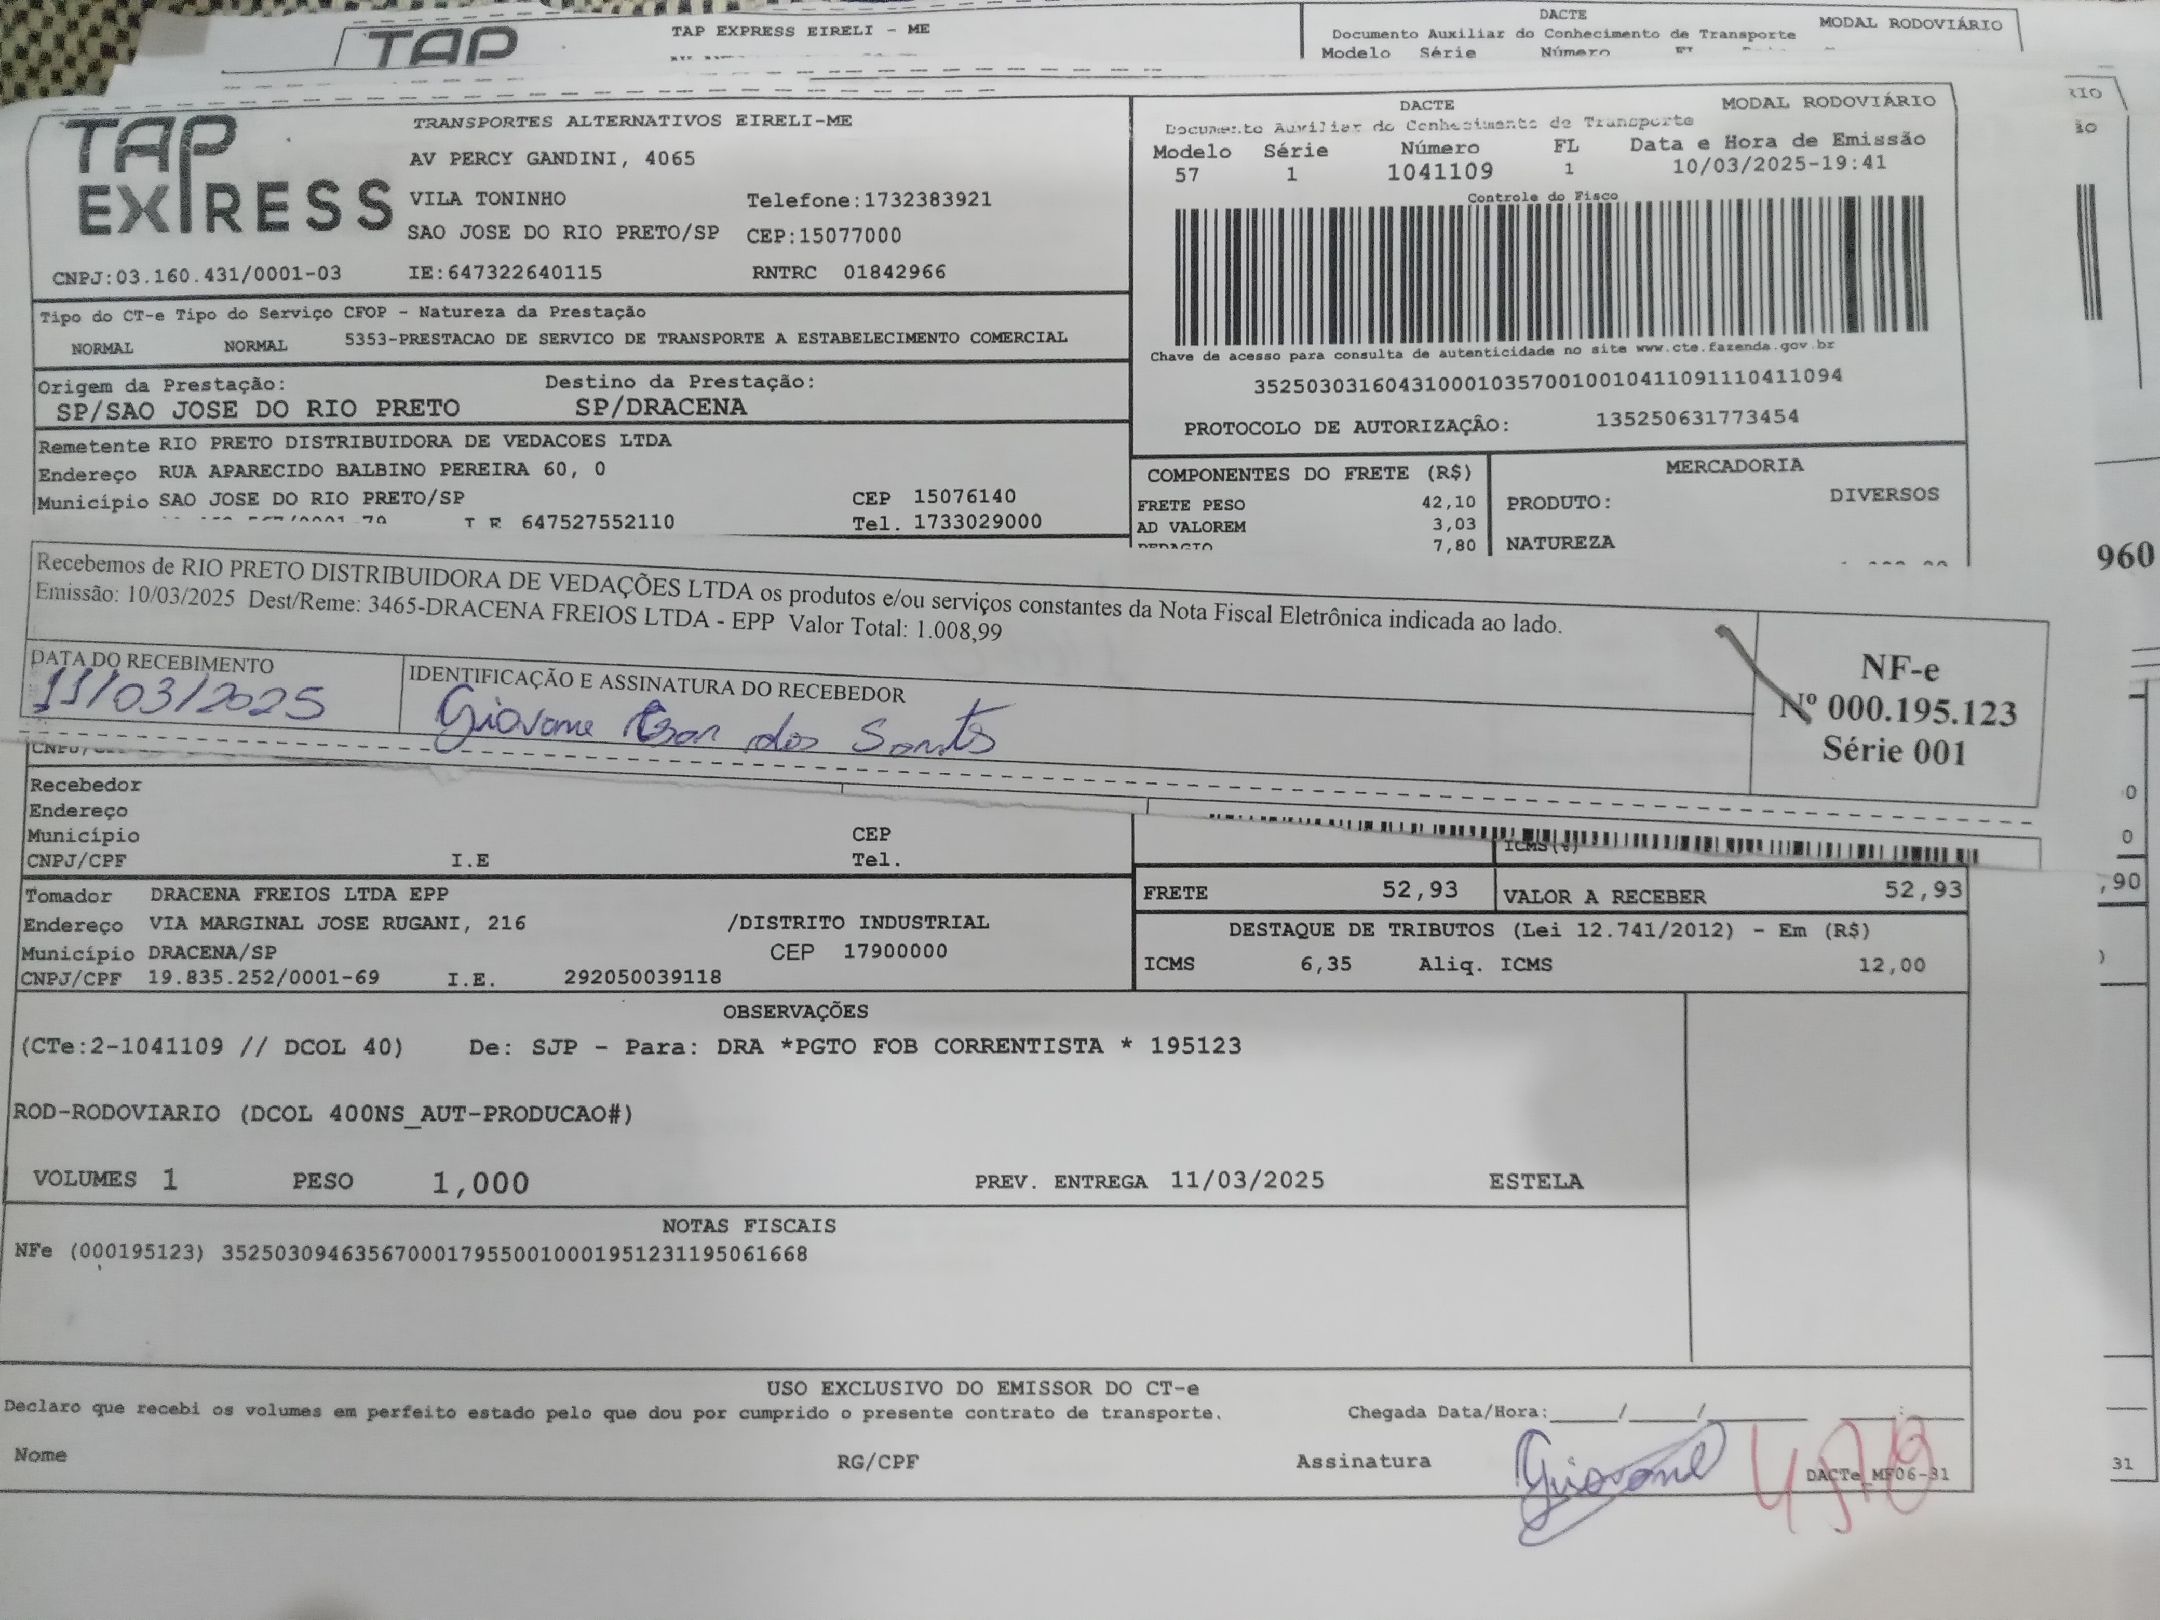 TAP
TAP EXPRESS EIRELI - ME
DACTE
MODAL RODOVIÁRIO
Documento Auxiliar do Conhecimento de Transporte
Modelo Série Número
TAP EXPRESS
TRANSPORTES ALTERNATIVOS EIRELI-ME
AV PERCY GANDINI, 4065
VILA TONINHO Telefone:1732383921
SAO JOSE DO RIO PRETO/SP CEP:15077000
CNPJ:03.160.431/0001-03 IE:647322640115 RNTRC 01842966
DACTE MODAL RODOVIÁRIO
Documento Auxiliar do Conhecimento de Transporte
Modelo Série Número FL Data e Hora de Emissão
57 1 1041109 1 10/03/2025-19:41
Controle do Fisco
Chave de acesso para consulta de autenticidade no site www.cte.fazenda.gov.br
35250303160431000103570010010411091110411094
PROTOCOLO DE AUTORIZAÇÃO: 135250631773454
Tipo do CT-e Tipo do Serviço CFOP - Natureza da Prestação
NORMAL NORMAL 5353-PRESTACAO DE SERVICO DE TRANSPORTE A ESTABELECIMENTO COMERCIAL
Origem da Prestação: Destino da Prestação:
SP/SAO JOSE DO RIO PRETO SP/DRACENA
Remetente RIO PRETO DISTRIBUIDORA DE VEDACOES LTDA
Endereço RUA APARECIDO BALBINO PEREIRA 60, 0
Município SAO JOSE DO RIO PRETO/SP CEP 15076140
647527552110 Tel. 1733029000
COMPONENTES DO FRETE (R$) MERCADORIA
FRETE PESO 42,10 PRODUTO: DIVERSOS
AD VALOREM 3,03
PEDAGIO 7,80 NATUREZA
960
Recebemos de RIO PRETO DISTRIBUIDORA DE VEDAÇÕES LTDA os produtos e/ou serviços constantes da Nota Fiscal Eletrônica indicada ao lado.
Emissão: 10/03/2025 Dest/Reme: 3465-DRACENA FREIOS LTDA - EPP Valor Total: 1.008,99
DATA DO RECEBIMENTO IDENTIFICAÇÃO E ASSINATURA DO RECEBEDOR
11/03/2025 Giovane dos Santos
NF-e
Nº 000.195.123
Série 001
Recebedor
Endereço
Município CEP
CNPJ/CPF I.E Tel.
Tomador DRACENA FREIOS LTDA EPP
Endereço VIA MARGINAL JOSE RUGANI, 216 /DISTRITO INDUSTRIAL
Município DRACENA/SP CEP 17900000
CNPJ/CPF 19.835.252/0001-69 I.E. 292050039118
FRETE 52,93 VALOR A RECEBER 52,93
,90
DESTAQUE DE TRIBUTOS (Lei 12.741/2012) - Em (R$)
ICMS 6,35 Aliq. ICMS 12,00
OBSERVAÇÕES
(CTe:2-1041109 // DCOL 40) De: SJP - Para: DRA *PGTO FOB CORRENTISTA * 195123
ROD-RODOVIARIO (DCOL 400NS_AUT-PRODUCAO#)
VOLUMES 1 PESO 1,000 PREV. ENTREGA 11/03/2025 ESTELA
NOTAS FISCAIS
NFe (000195123) 35250309463567000179550010001951231195061668
USO EXCLUSIVO DO EMISSOR DO CT-e
Declaro que recebi os volumes em perfeito estado pelo que dou por cumprido o presente contrato de transporte. Chegada Data/Hora:_____/_____/_______ :
Nome RG/CPF Assinatura Giovane
DACTe_MF06-31
31